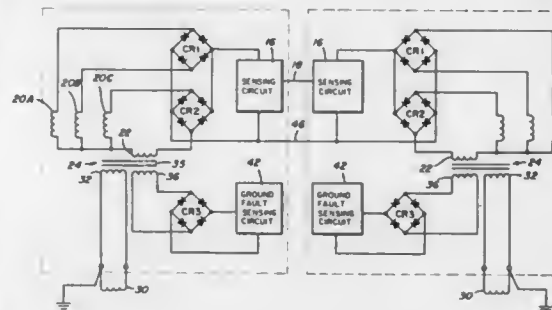 CR1
16
16
CR1
20A
20B
20C
SENSING
CIRCUIT
18
SENSING
CIRCUIT
CR2
CR2
46
22
22
24
35
24
32
36
36
32
42
42
CR3
GROUND
FAULT
SENSING
CIRCUIT
GROUND
FAULT
SENSING
CIRCUIT
CR3
30
30